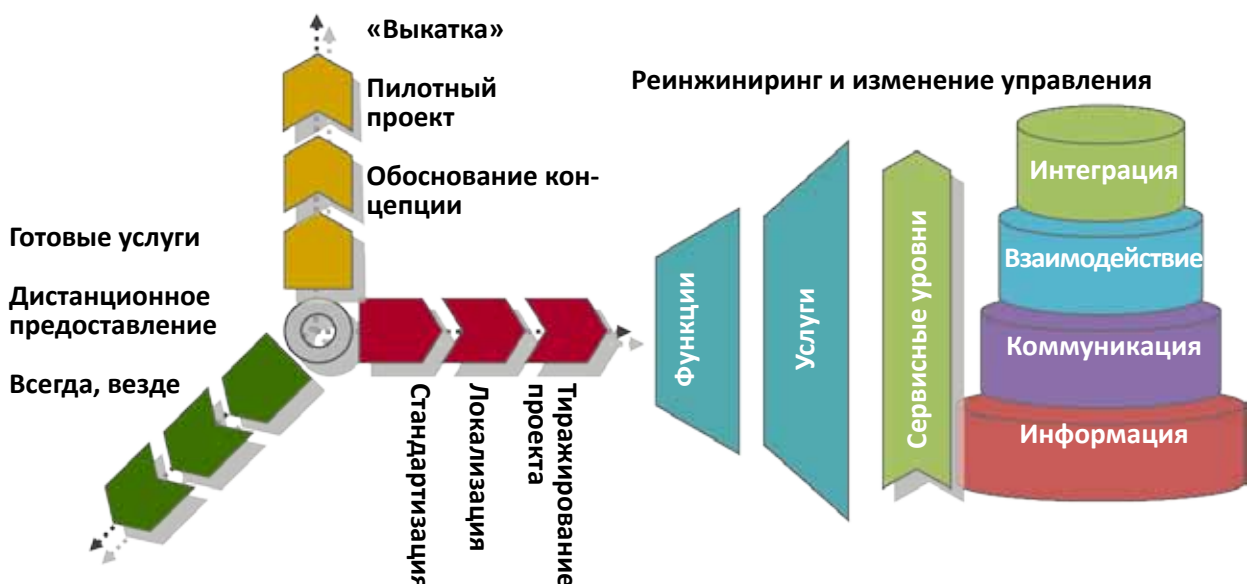 «Выкатка»
Пилотный
проект
Обоснование кон-
цепции
Готовые услуги
Дистанционное
предоставление
Всегда, везде
Стандартизация
Локализация
Тиражирование
проекта
Реинжиниринг и изменение управления
Функции
Услуги
Сервисные уровни
Интеграция
Взаимодействие
Коммуникация
Информация